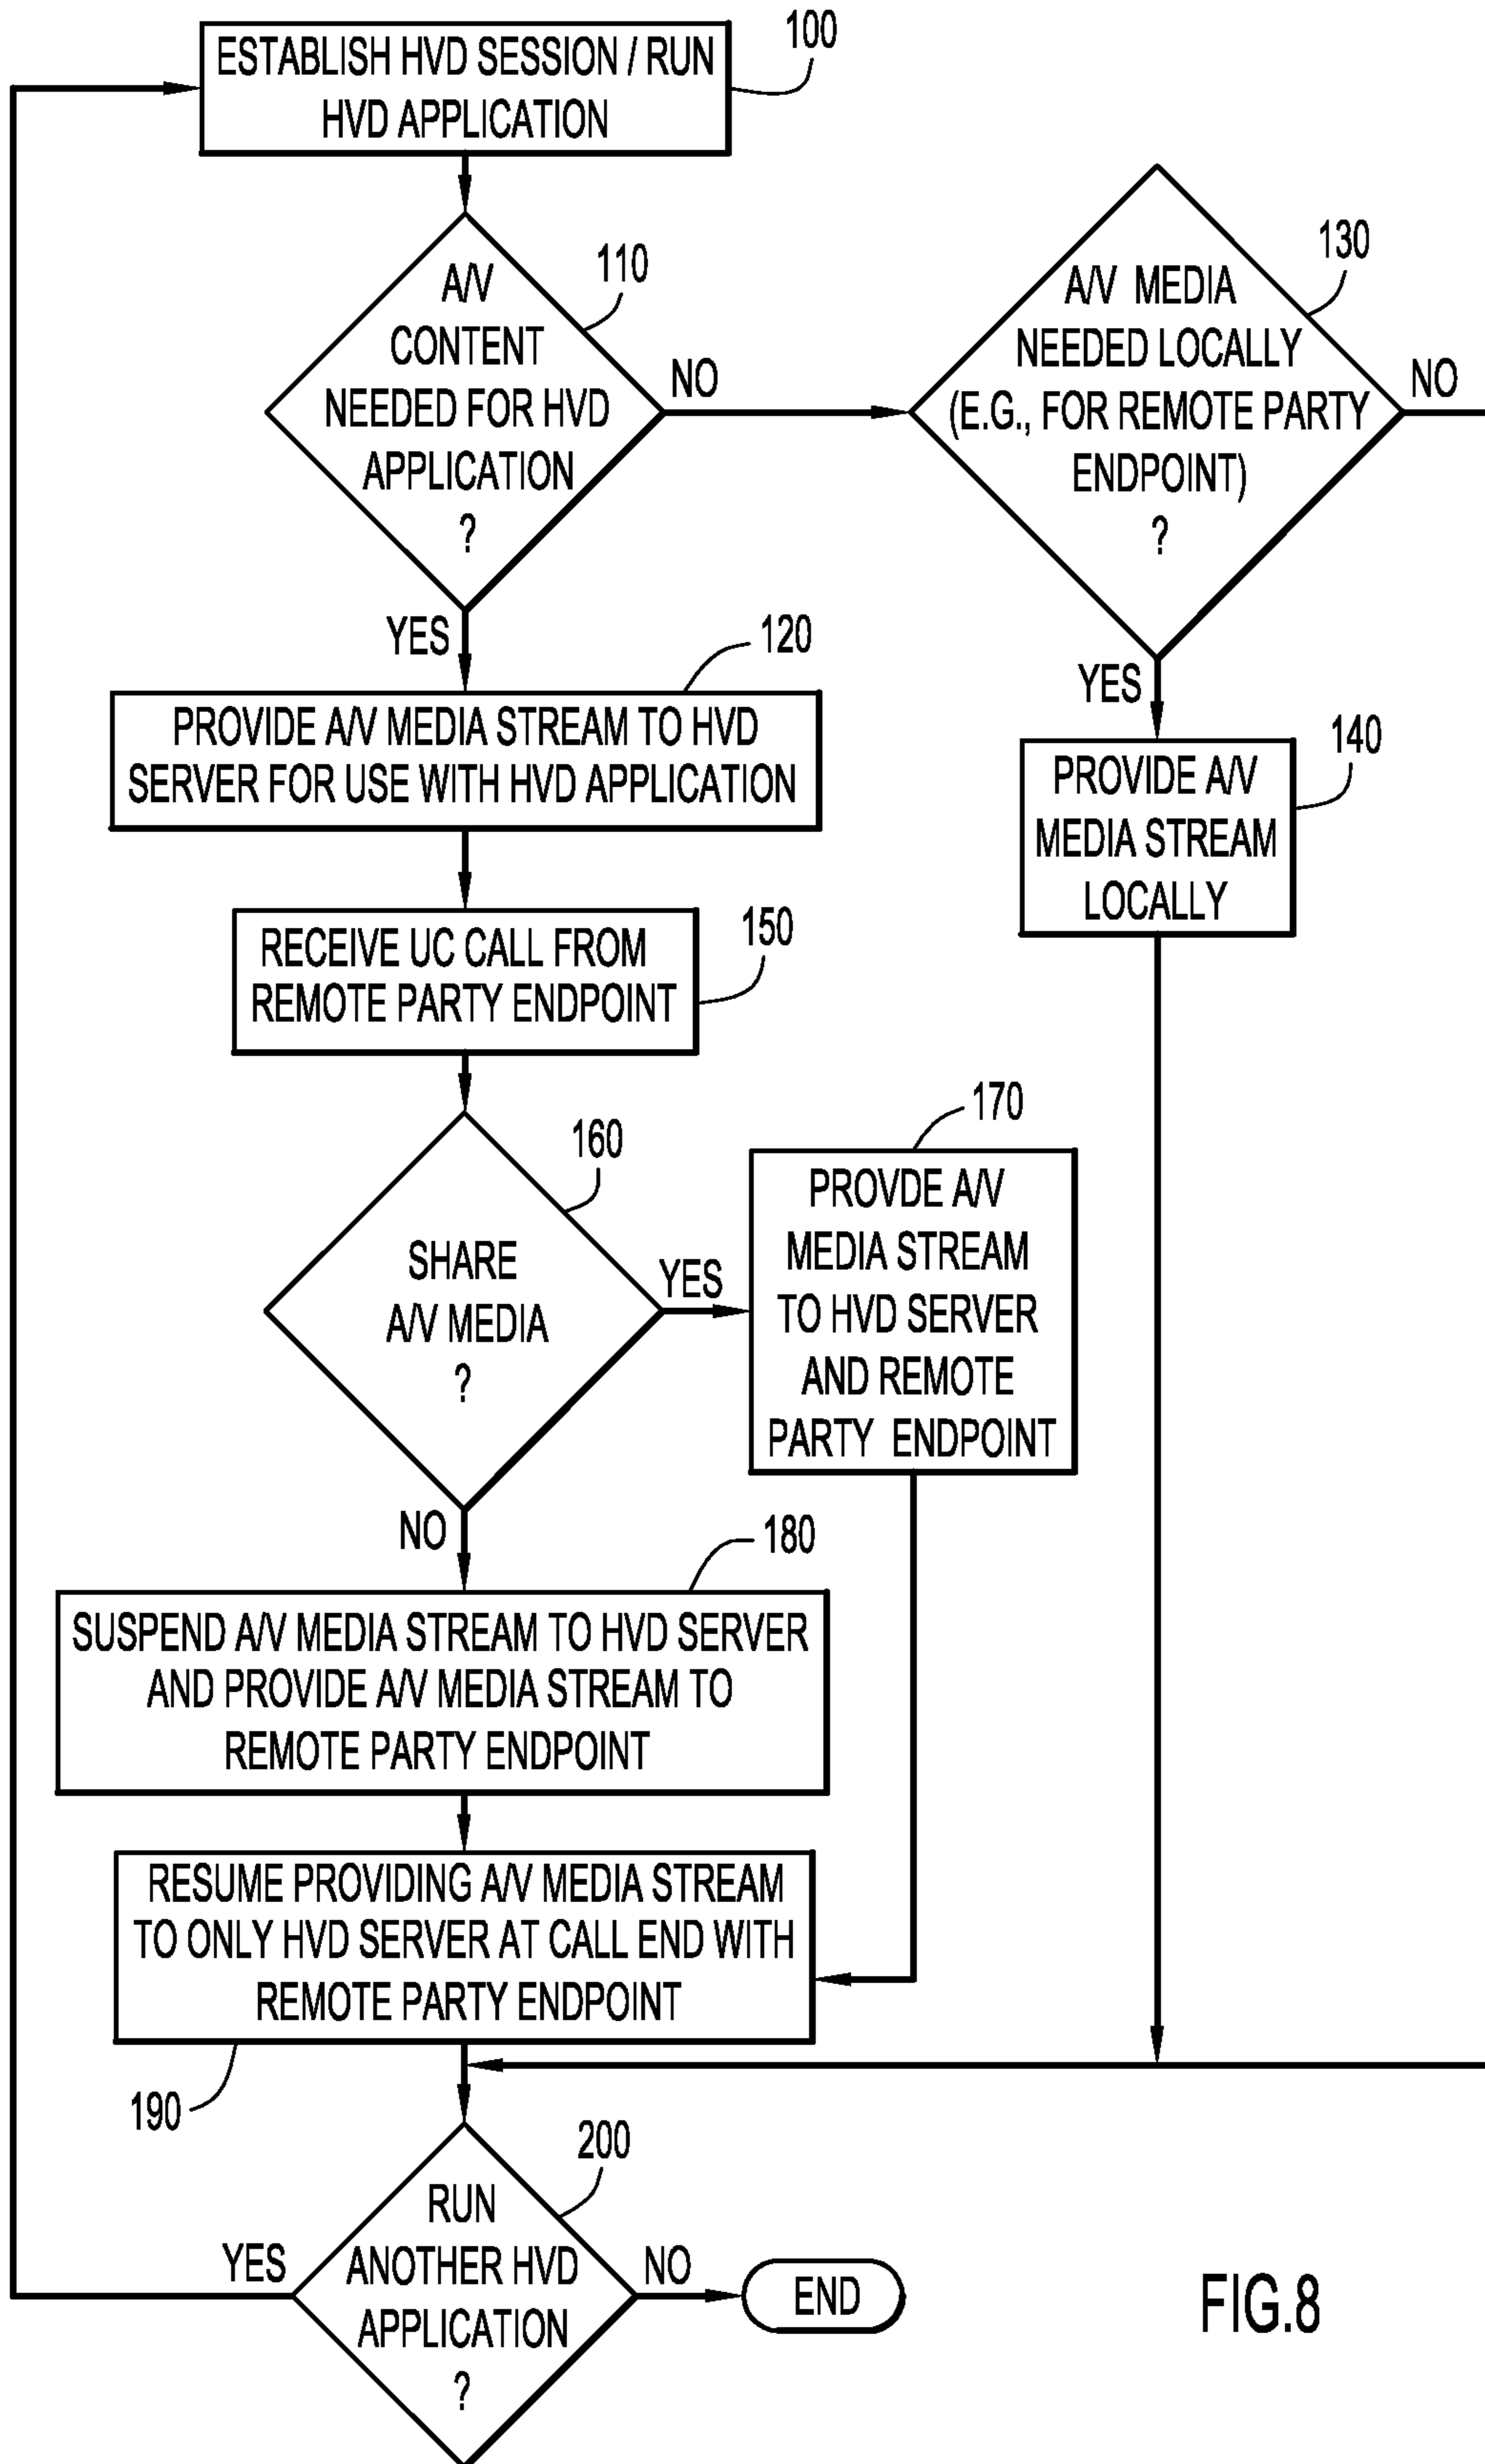 ESTABLISH HVD SESSION / RUN
HVD APPLICATION
100
A/V
CONTENT
NEEDED FOR HVD
APPLICATION
?
110
NO
YES
A/V MEDIA
NEEDED LOCALLY
(E.G., FOR REMOTE PARTY
ENDPOINT)
?
130
NO
YES
120
PROVIDE A/V MEDIA STREAM TO HVD
SERVER FOR USE WITH HVD APPLICATION
PROVIDE A/V
MEDIA STREAM
LOCALLY
140
RECEIVE UC CALL FROM
REMOTE PARTY ENDPOINT
150
SHARE
A/V MEDIA
?
160
YES
NO
170
PROVDE A/V
MEDIA STREAM
TO HVD SERVER
AND REMOTE
PARTY ENDPOINT
180
SUSPEND A/V MEDIA STREAM TO HVD SERVER
AND PROVIDE A/V MEDIA STREAM TO
REMOTE PARTY ENDPOINT
RESUME PROVIDING A/V MEDIA STREAM
TO ONLY HVD SERVER AT CALL END WITH
REMOTE PARTY ENDPOINT
190
RUN
ANOTHER HVD
APPLICATION
?
200
YES
NO
END
FIG.8